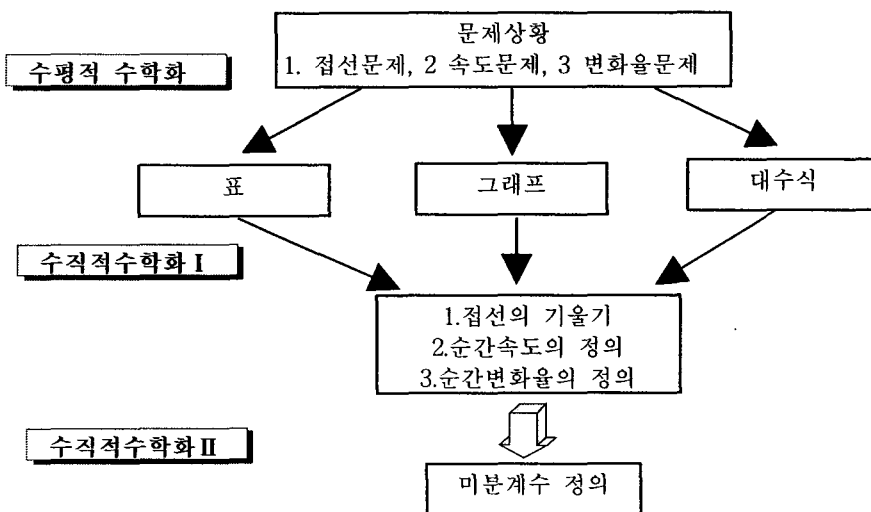 문제상황
1. 접선문제, 2 속도문제, 3 변화율문제
수평적 수학화
표
그래프
대수식
수직적수학화 I
1.접선의 기울기
2.순간속도의 정의
3.순간변화율의 정의
수직적수학화 II
미분계수 정의